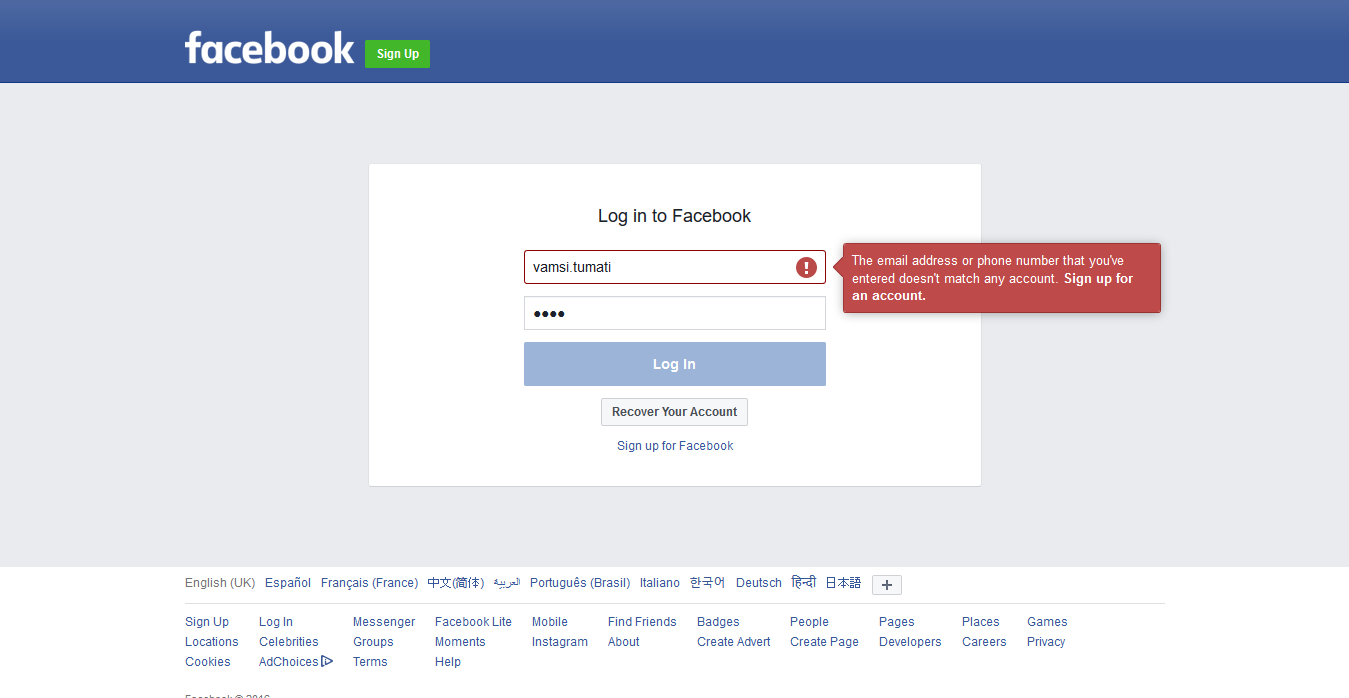 facebook Sign Up
Log in to Facebook
vamsi.tumati
The email address or phone number that you've
entered doesn't match any account. Sign up for
an account.
Log In
Recover Your Account
Sign up for Facebook
English (UK) Español Français (France) 中文(简体) العربية Português (Brasil) Italiano 한국어 Deutsch हिन्दी 日本語
Sign Up Log In Messenger Facebook Lite Mobile Find Friends Badges People Pages Places Games
Locations Celebrities Groups Moments Instagram About Create Advert Create Page Developers Careers Privacy
Cookies AdChoices Terms Help
Facebook © 2016